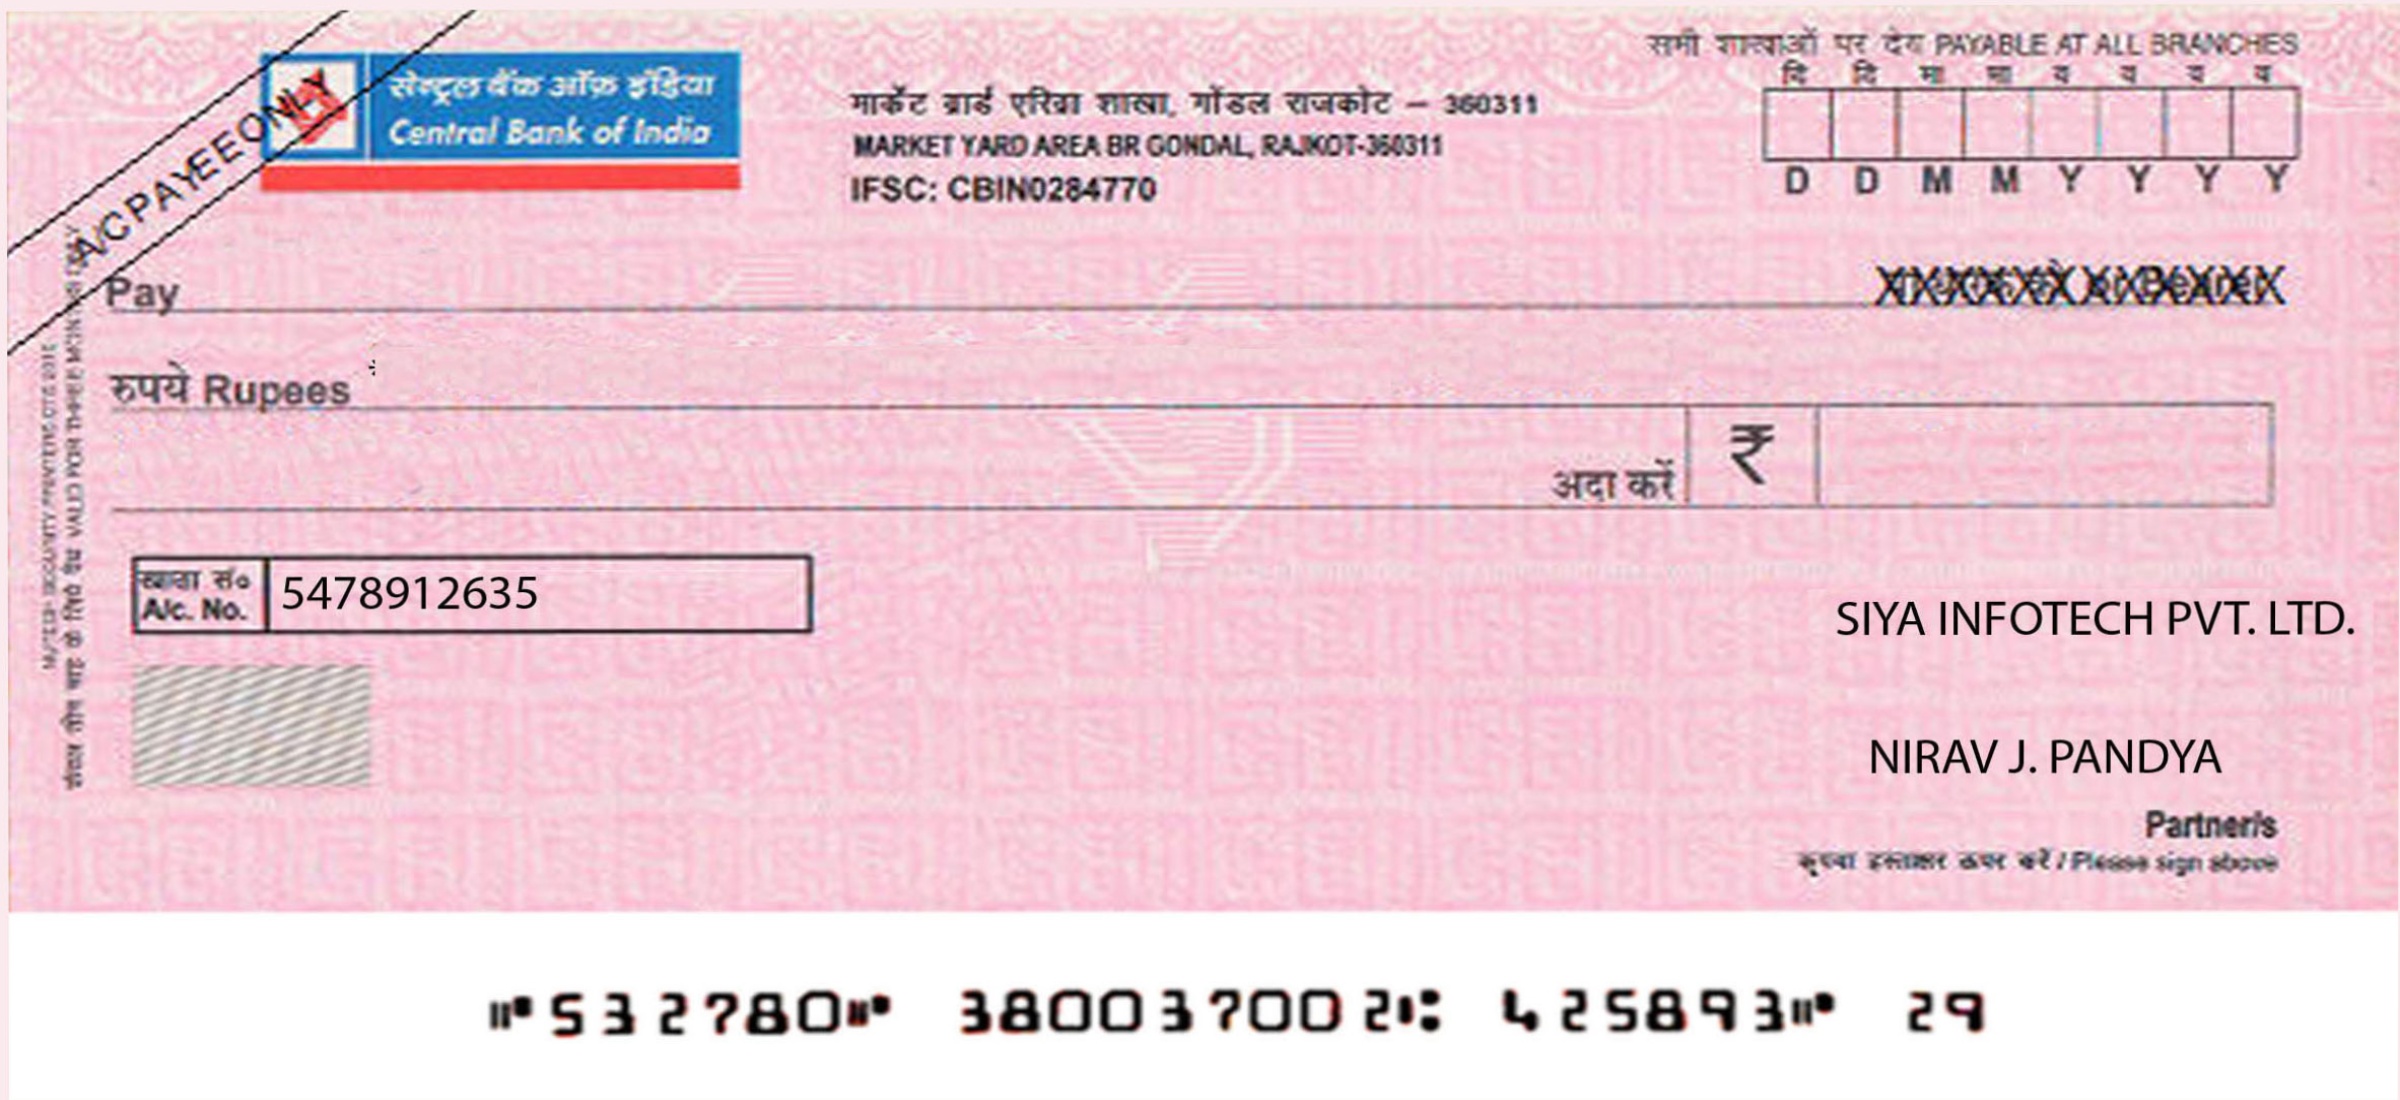 A/C PAYEE ONLY
सेन्ट्रल बैंक ऑफ़ इंडिया
Central Bank of India
मार्केट यार्ड एरिया शाखा, गोंडल राजकोट – 360311
MARKET YARD AREA BR GONDAL, RAJKOT-360311
IFSC: CBIN0284770
सभी शाखाओं पर देय PAYABLE AT ALL BRANCHES
दि दि मा मा व व व व
D D M M Y Y Y Y
Pay
XXXXXX XXXXXX
रुपये Rupees
अदा करें ₹
खाता सं०
A/c. No.
5478912635
SIYA INFOTECH PVT. LTD.
NIRAV J. PANDYA
Partner/s
कृपया हस्ताक्षर ऊपर करें / Please sign above
⑈532780⑈ 380037002⑆ 425893⑈ 29